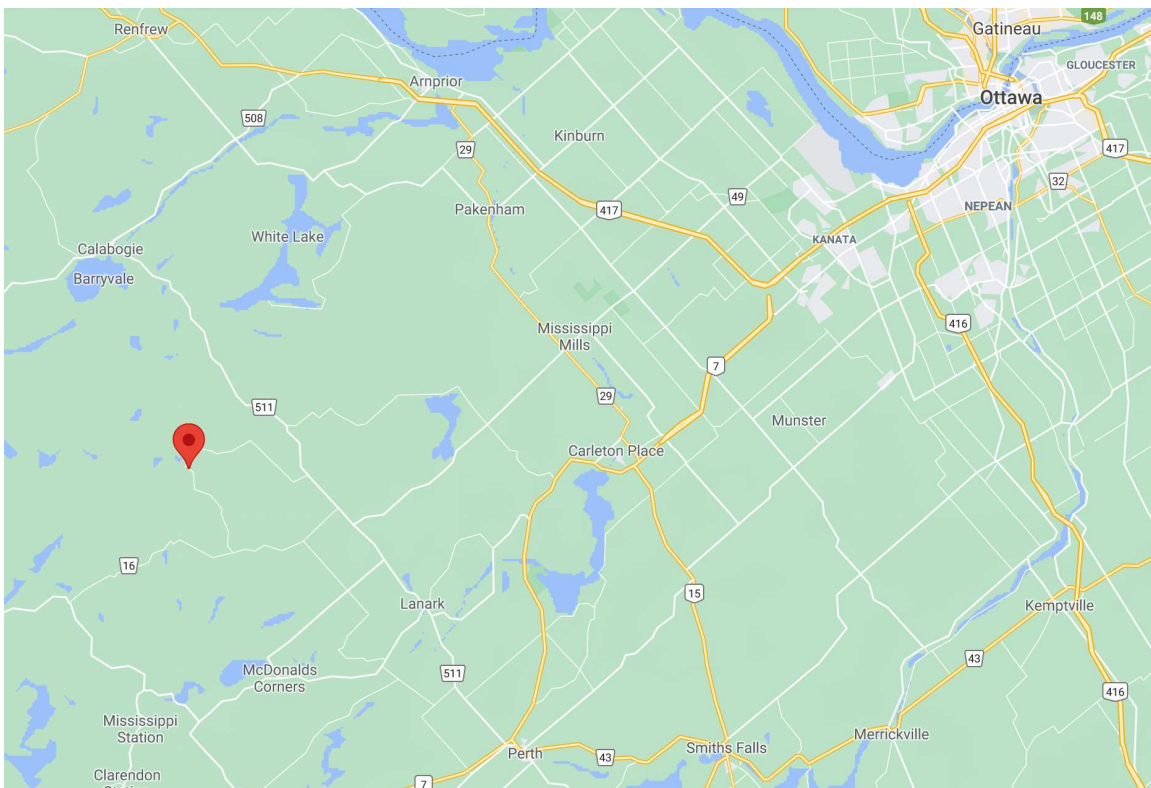 148
Renfrew
Gatineau
GLOUCESTER
Arnprior
Ottawa
508
Kinburn
29
417
32
49
Pakenham
417
NEPEAN
White Lake
KANATA
Calabogie
Barryvale
416
Mississippi
Mills
7
29
511
Munster
Carleton Place
16
15
Lanark
Kemptville
43
McDonalds
Corners
511
416
Mississippi
Station
Merrickville
Perth
43
Smiths Falls
Clarendon
7